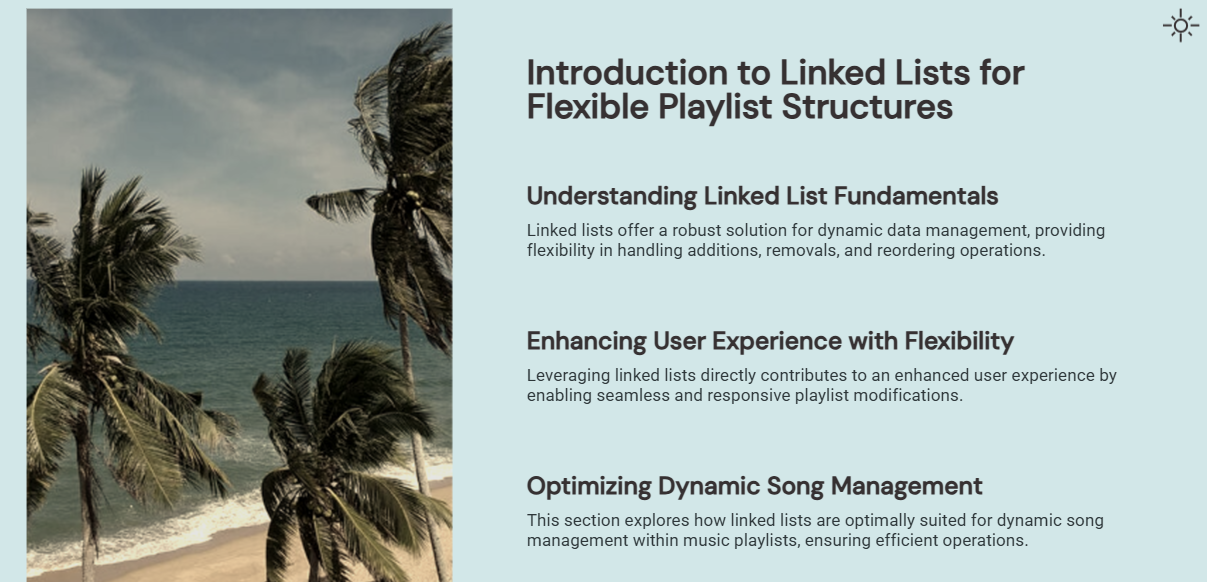 Introduction to Linked Lists for
Flexible Playlist Structures
Understanding Linked List Fundamentals
Linked lists offer a robust solution for dynamic data management, providing
flexibility in handling additions, removals, and reordering operations.
Enhancing User Experience with Flexibility
Leveraging linked lists directly contributes to an enhanced user experience by
enabling seamless and responsive playlist modifications.
Optimizing Dynamic Song Management
This section explores how linked lists are optimally suited for dynamic song
management within music playlists, ensuring efficient operations.